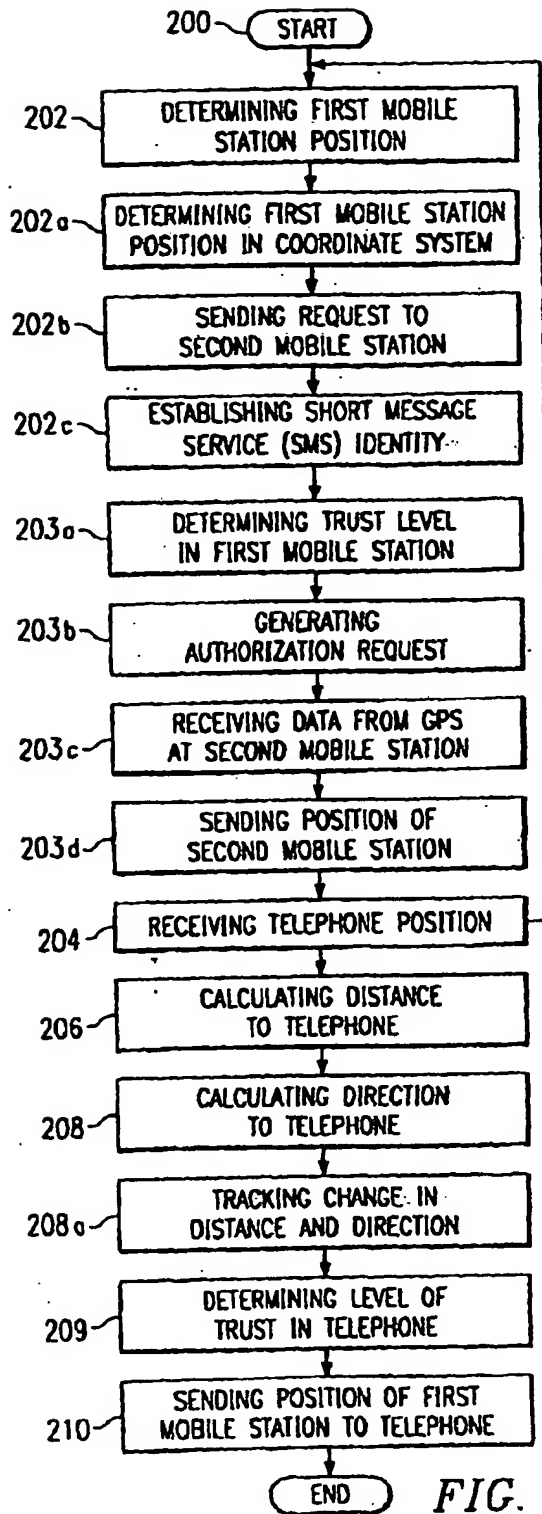 200 START
202 DETERMINING FIRST MOBILE
STATION POSITION
202a DETERMINING FIRST MOBILE STATION
POSITION IN COORDINATE SYSTEM
202b SENDING REQUEST TO
SECOND MOBILE STATION
202c ESTABLISHING SHORT MESSAGE
SERVICE (SMS) IDENTITY
203a DETERMINING TRUST LEVEL
IN FIRST MOBILE STATION
203b GENERATING
AUTHORIZATION REQUEST
203c RECEIVING DATA FROM GPS
AT SECOND MOBILE STATION
203d SENDING POSITION OF
SECOND MOBILE STATION
204 RECEIVING TELEPHONE POSITION
206 CALCULATING DISTANCE
TO TELEPHONE
208 CALCULATING DIRECTION
TO TELEPHONE
208a TRACKING CHANGE IN
DISTANCE AND DIRECTION
209 DETERMINING LEVEL OF
TRUST IN TELEPHONE
210 SENDING POSITION OF FIRST
MOBILE STATION TO TELEPHONE
END FIG.